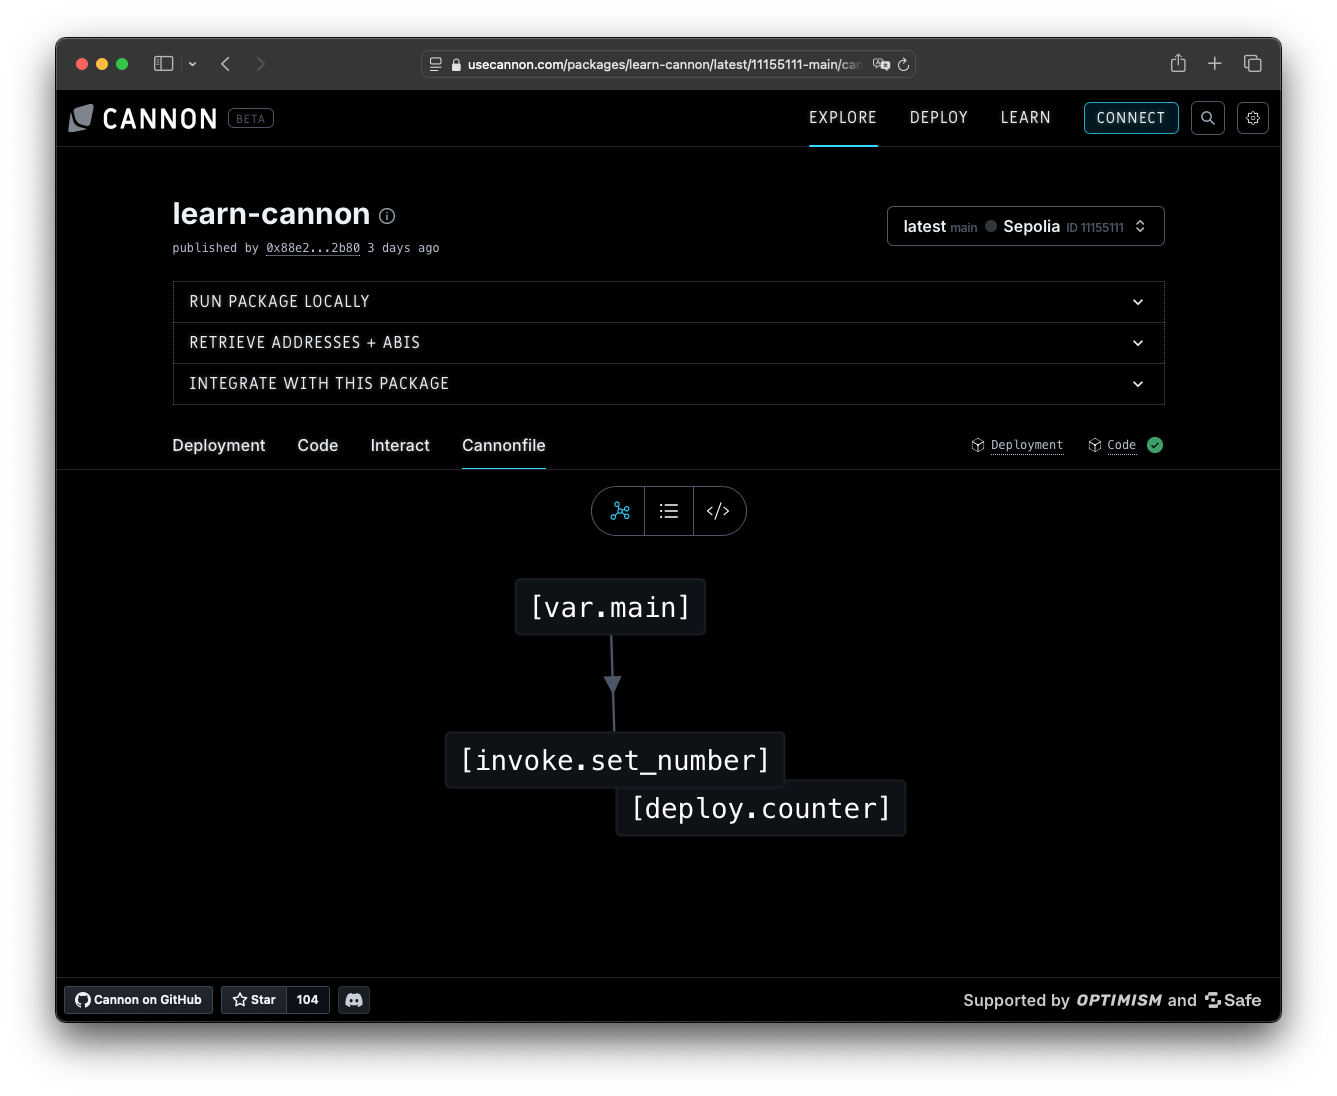 usecannon.com/packages/learn-cannon/latest/11155111-main/can
CANNON BETA
EXPLORE DEPLOY LEARN CONNECT
learn-cannon
published by 0x88e2...2b80 3 days ago
latest main Sepolia ID 11155111
RUN PACKAGE LOCALLY
RETRIEVE ADDRESSES + ABIS
INTEGRATE WITH THIS PACKAGE
Deployment Code Interact Cannonfile
Deployment Code
</>
[var.main]
[invoke.set_number]
[deploy.counter]
Cannon on GitHub Star 104
Supported by OPTIMISM and Safe